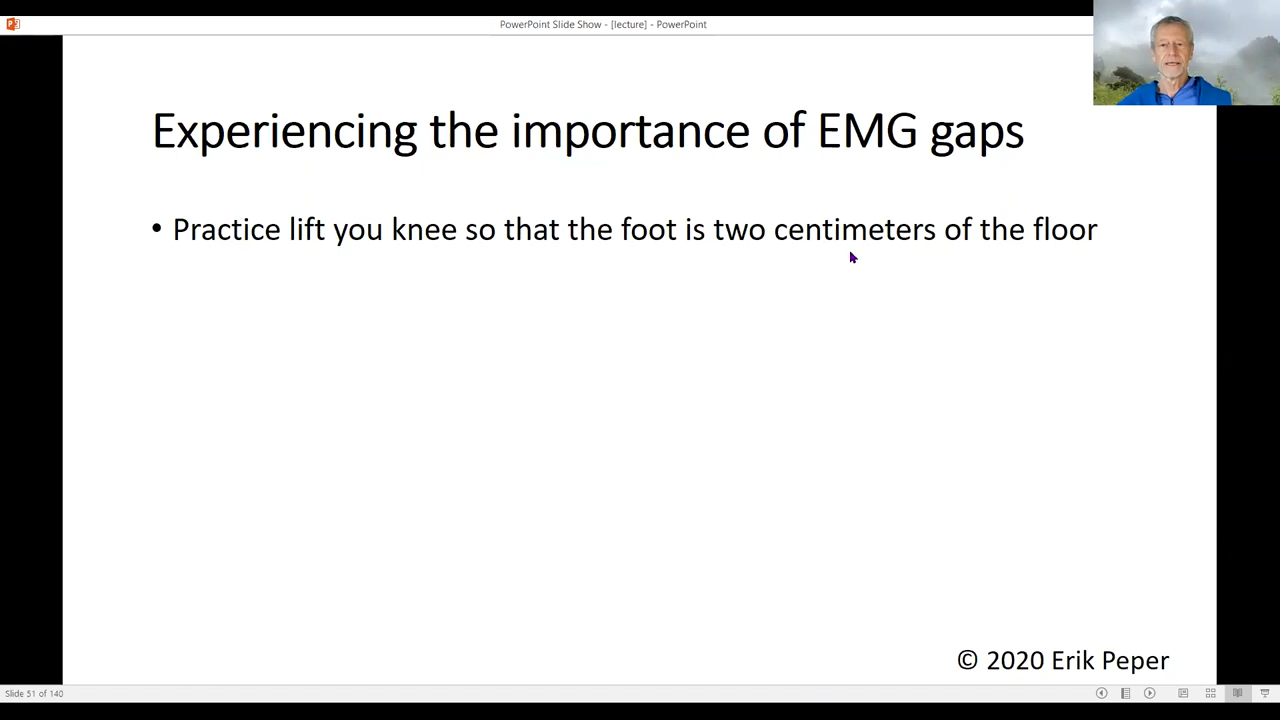 PowerPoint Slide Show - [lecture] - PowerPoint
Experiencing the importance of EMG gaps
• Practice lift you knee so that the foot is two centimeters of the floor
© 2020 Erik Peper
Slide 51 of 140